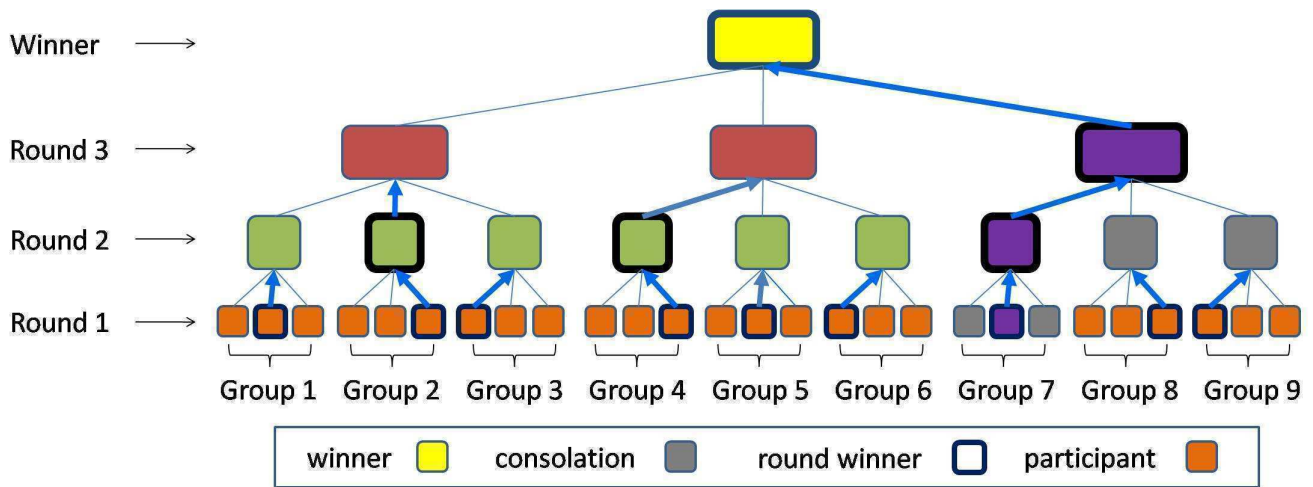 Winner
Round 3
Round 2
Round 1
Group 1 Group 2 Group 3 Group 4 Group 5 Group 6 Group 7 Group 8 Group 9
winner consolation round winner participant